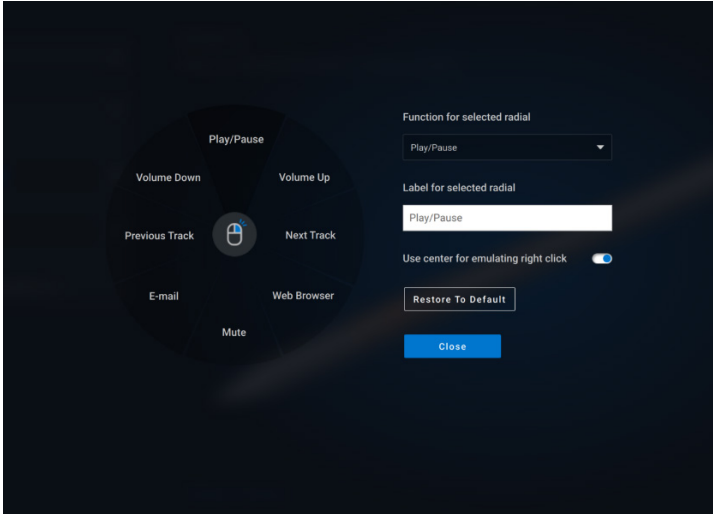 Play/Pause
Volume Down
Volume Up
Previous Track
Next Track
E-mail
Web Browser
Mute
Function for selected radial
Play/Pause
Label for selected radial
Play/Pause
Use center for emulating right click
Restore To Default
Close